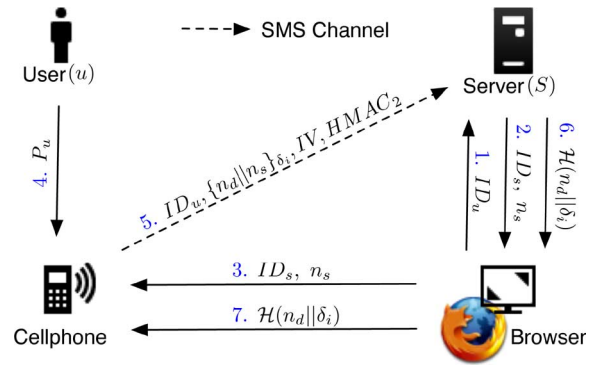 SMS Channel
User(u)
Server(S)
4. P_u
5. ID_u,{n_d||n_s}_{δ_i},IV,HMAC_2
1. ID_u
2. ID_s, n_s
6. H(n_d||δ_i)
3. ID_s, n_s
7. H(n_d||δ_i)
Cellphone
Browser